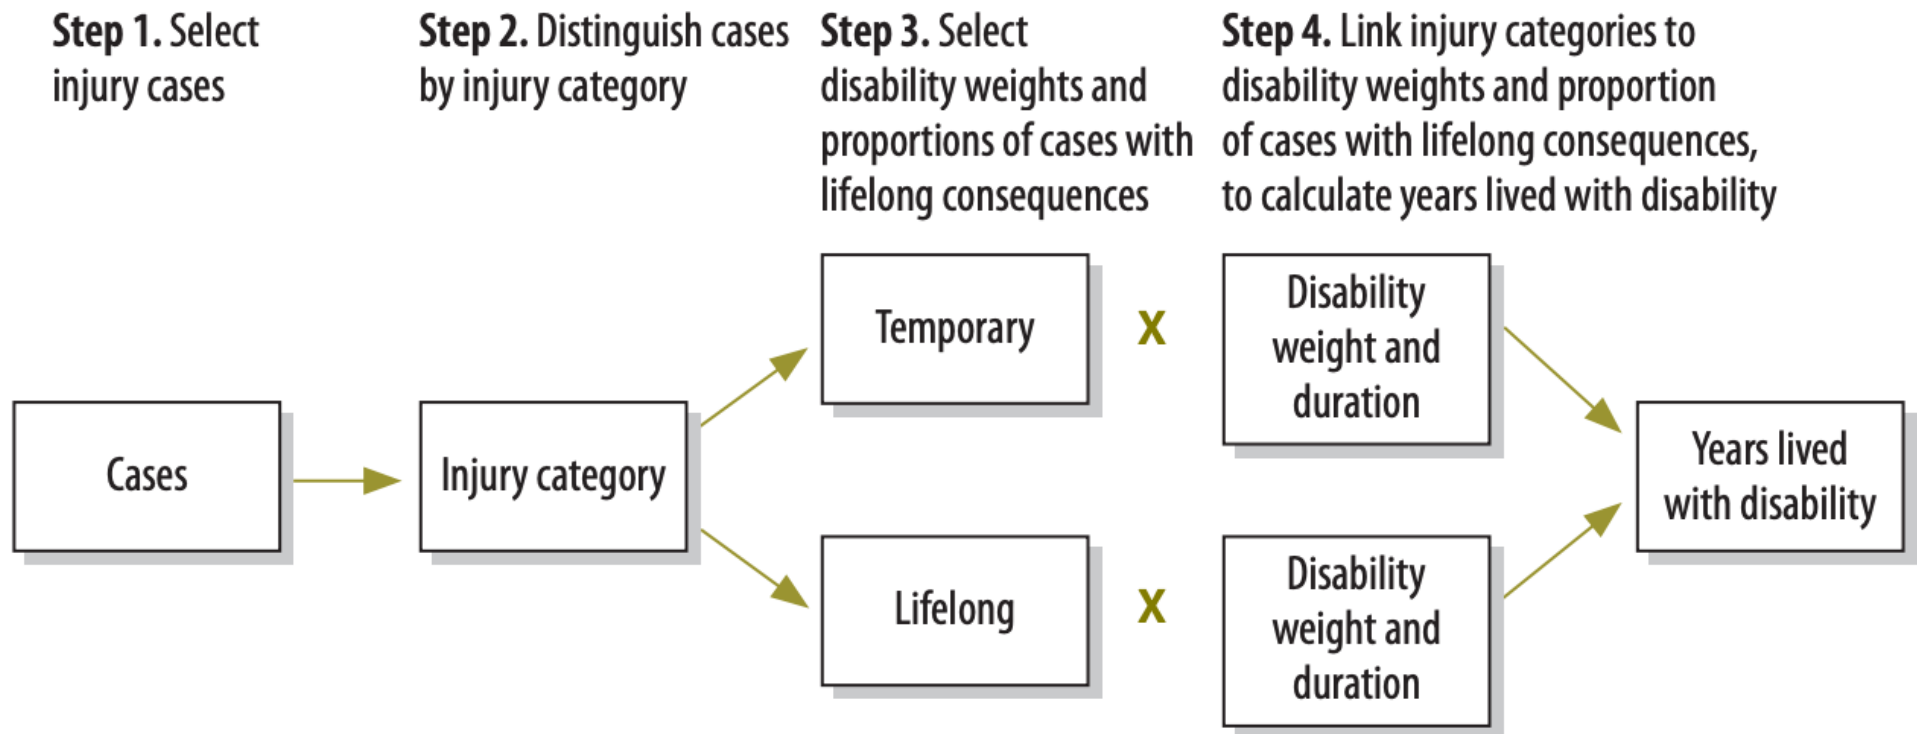 Step 1. Select
injury cases
Step 2. Distinguish cases
by injury category
Step 3. Select
disability weights and
proportions of cases with
lifelong consequences
Step 4. Link injury categories to
disability weights and proportion
of cases with lifelong consequences,
to calculate years lived with disability
Cases
Injury category
Temporary
X
Disability
weight and
duration
Lifelong
X
Disability
weight and
duration
Years lived
with disability